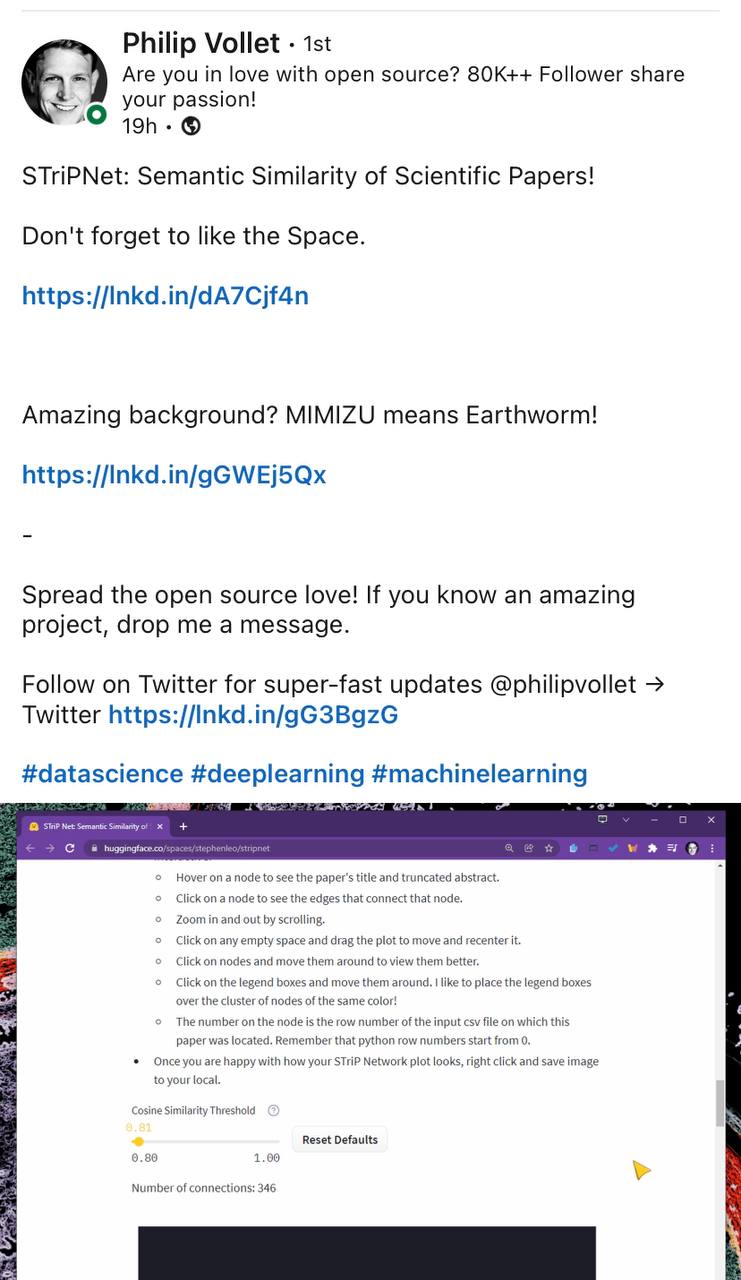 Philip Vollet • 1st
Are you in love with open source? 80K++ Follower share
your passion!
19h •
STriPNet: Semantic Similarity of Scientific Papers!
Don't forget to like the Space.
https://lnkd.in/dA7Cjf4n
Amazing background? MIMIZU means Earthworm!
https://lnkd.in/gGWEj5Qx
-
Spread the open source love! If you know an amazing
project, drop me a message.
Follow on Twitter for super-fast updates @philipvollet →
Twitter https://lnkd.in/gG3BgzG
#datascience #deeplearning #machinelearning
STriP Net: Semantic Similarity of
huggingface.co/spaces/stephenleo/stripnet
Hover on a node to see the paper's title and truncated abstract.
Click on a node to see the edges that connect that node.
Zoom in and out by scrolling.
Click on any empty space and drag the plot to move and recenter it.
Click on nodes and move them around to view them better.
Click on the legend boxes and move them around. I like to place the legend boxes
over the cluster of nodes of the same color!
The number on the node is the row number of the input csv file on which this
paper was located. Remember that python row numbers start from 0.
Once you are happy with how your STriP Network plot looks, right click and save image
to your local.
Cosine Similarity Threshold
0.81
Reset Defaults
0.80 1.00
Number of connections: 346